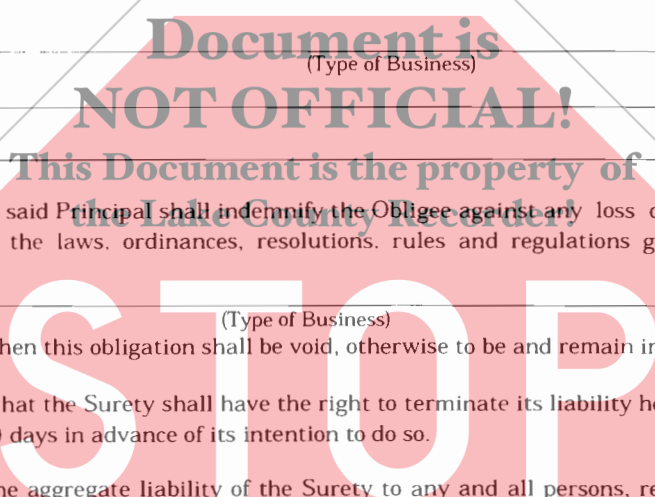 Document is
(Type of Business)
NOT OFFICIAL!
This Document is the property of
the Lake County Recorder!
said Principal shall indemnify the Obligee against any loss
the laws. ordinances, resolutions. rules and regulations
(Type of Business)
this obligation shall be void, otherwise to be and remain
STOP
that the Surety shall have the right to terminate its liability
days in advance of its intention to do so.
aggregate liability of the Surety to any and all persons,